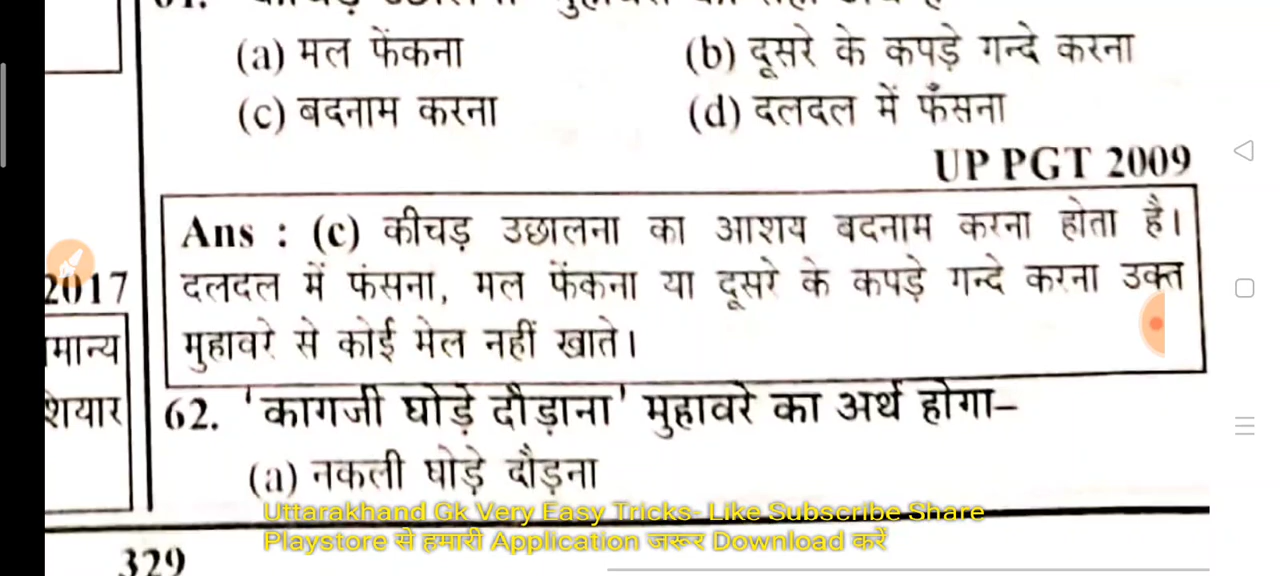 (a) मल फेंकना (b) दूसरे के कपड़े गन्दे करना
(c) बदनाम करना (d) दलदल में फँसना
UP PGT 2009
Ans : (c) कीचड़ उछालना का आशय बदनाम करना होता है।
दलदल में फंसना, मल फेंकना या दूसरे के कपड़े गन्दे करना उक्त
मुहावरे से कोई मेल नहीं खाते।
2017
मान्य
शियार
62. 'कागजी घोड़े दौड़ाना' मुहावरे का अर्थ होगा–
(a) नकली घोड़े दौड़ना
Uttarakhand Gk Very Easy Tricks- Like Subscribe Share
Playstore से हमारी Application जरूर Download करें
329